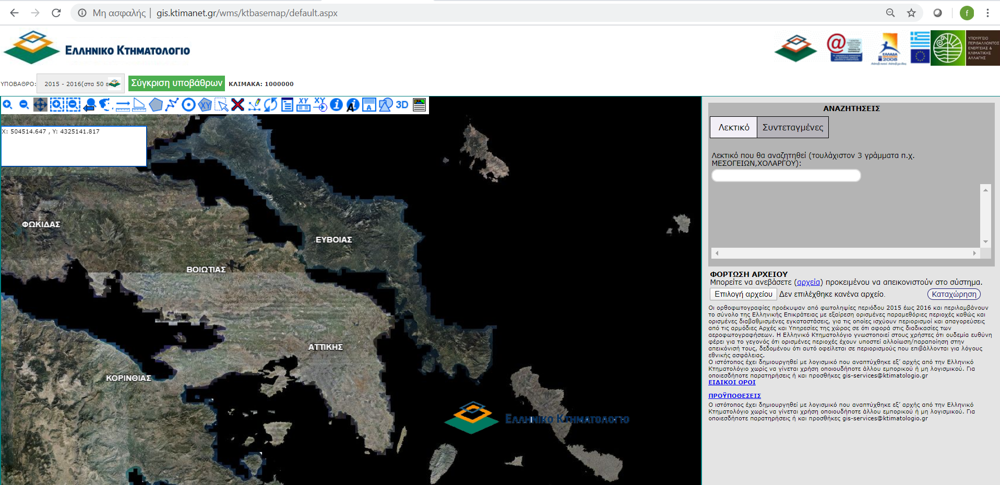 Μη ασφαλής | gis.ktimanet.gr/wms/ktbasemap/default.aspx
f
ΕΛΛΗΝΙΚΟ ΚΤΗΜΑΤΟΛΟΓΙΟ
ΕΛΛΑΔΑ
2008
ΥΠΟΥΡΓΕΙΟ
ΠΕΡΙΒΑΛΛΟΝΤΟΣ
ΕΝΕΡΓΕΙΑΣ &
ΚΛΙΜΑΤΙΚΗΣ
ΑΛΛΑΓΗΣ
ΥΠΟΒΑΘΡΟ: 2015 - 2016(στα 50 ε Σύγκριση υποβάθρων ΚΛΙΜΑΚΑ: 1000000
XY XY XY i Ai A 3D
X: 504514.647 , Y: 4325141.817
ΦΩΚΙΔΑΣ
ΕΥΒΟΙΑΣ
ΒΟΙΩΤΙΑΣ
ΑΤΤΙΚΗΣ
ΚΟΡΙΝΘΙΑΣ
ΕΛΛΗΝΙΚΟ ΚΤΗΜΑΤΟΛΟΓΙΟ
ΑΝΑΖΗΤΗΣΕΙΣ
Λεκτικό Συντεταγμένες
Λεκτικό που θα αναζητηθεί (τουλάχιστον 3 γράμματα π.χ.
ΜΕΣΟΓΕΙΩΝ,ΧΟΛΑΡΓΟΥ):
ΦΟΡΤΩΣΗ ΑΡΧΕΙΟΥ
Μπορείτε να ανεβάσετε (αρχεία) προκειμένου να απεικονιστούν στο σύστημα.
Επιλογή αρχείου Δεν επιλέχθηκε κανένα αρχείο. Καταχώρηση
Οι ορθοφωτογραφίες προέκυψαν από φωτοληψίες περιόδου 2015 έως 2016 και περιλαμβάνουν
το σύνολο της Ελληνικής Επικράτειας με εξαίρεση ορισμένες παραμεθόριες περιοχές καθώς και
ορισμένες διαβαθμισμένες εγκαταστάσεις, για τις οποίες ισχύουν περιορισμοί και απαγορεύσεις
από τις αρμόδιες Αρχές και Υπηρεσίες της χώρας σε ότι αφορά στις διαδικασίες των
αεροφωτογραφήσεων. Η Ελληνικό Κτηματολόγιο γνωστοποιεί στους χρήστες ότι ουδεμία ευθύνη
φέρει για το γεγονός ότι ορισμένες περιοχές έχουν υποστεί αλλοίωση/παραποίηση στην
απεικόνισή τους, δεδομένου ότι αυτό οφείλεται σε περιορισμούς που επιβάλλονται για λόγους
εθνικής ασφάλειας.
Ο ιστότοπος έχει δημιουργηθεί με λογισμικό που αναπτύχθηκε εξ’ αρχής από την Ελληνικό
Κτηματολόγιο χωρίς να γίνεται χρήση οποιουδήποτε άλλου εμπορικού ή μη λογισμικού. Για
οποιεσδήποτε παρατηρήσεις ή και προσθήκες gis-services@ktimatologio.gr
ΕΙΔΙΚΟΙ ΟΡΟΙ
ΠΡΟΫΠΟΘΕΣΕΙΣ
Ο ιστότοπος έχει δημιουργηθεί με λογισμικό που αναπτύχθηκε εξ’ αρχής από την Ελληνικό
Κτηματολόγιο χωρίς να γίνεται χρήση οποιουδήποτε άλλου εμπορικού ή μη λογισμικού. Για
οποιεσδήποτε παρατηρήσεις ή και προσθήκες gis-services@ktimatologio.gr